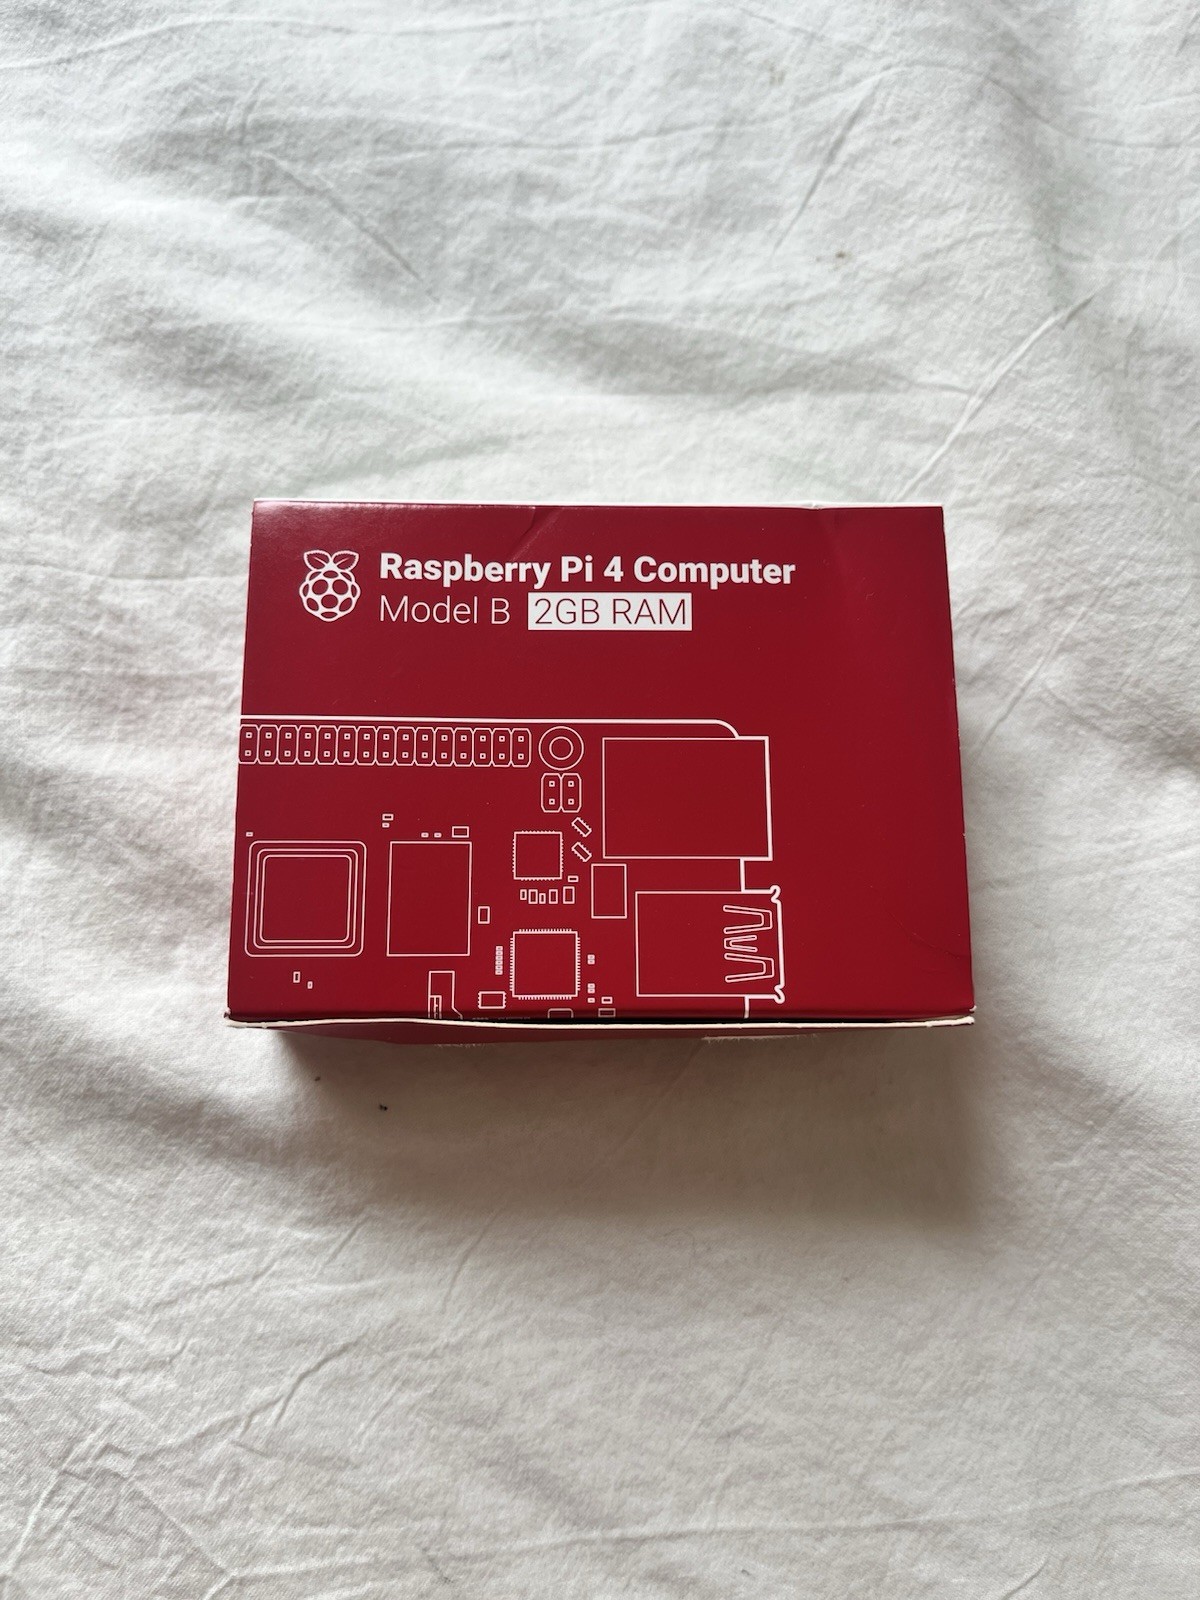 Raspberry Pi 4 Computer
Model B 2GB RAM